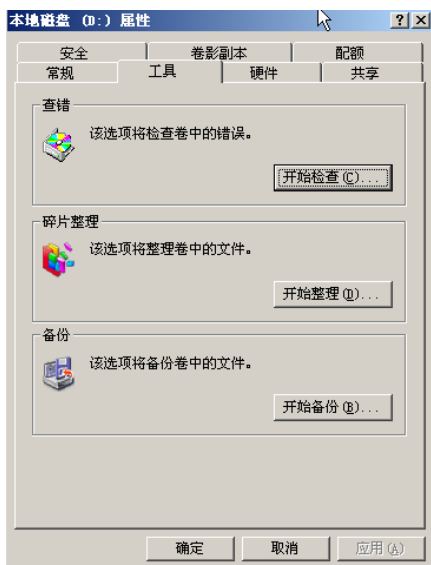 本地磁盘 (D:) 属性
安全 卷影副本 配额
常规 工具 硬件 共享
查错
该选项将检查卷中的错误。
开始检查(C)...
碎片整理
该选项将整理卷中的文件。
开始整理(D)...
备份
该选项将备份卷中的文件。
开始备份(B)...
确定 取消 应用(A)